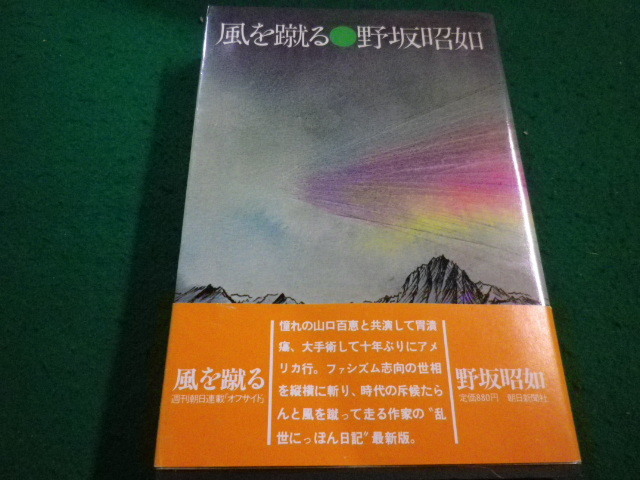 風を蹴る●野坂昭如
憧れの山口百恵と共演して胃潰
瘍、大手術して十年ぶりにアメ
リカ行。ファシズム志向の世相
を縦横に斬り、時代の斥候たら
んと風を蹴って走る作家の〝乱
世にっぽん日記〟最新版。
風を蹴る
週刊朝日連載「オフサイド」
野坂昭如
定価880円 朝日新聞社